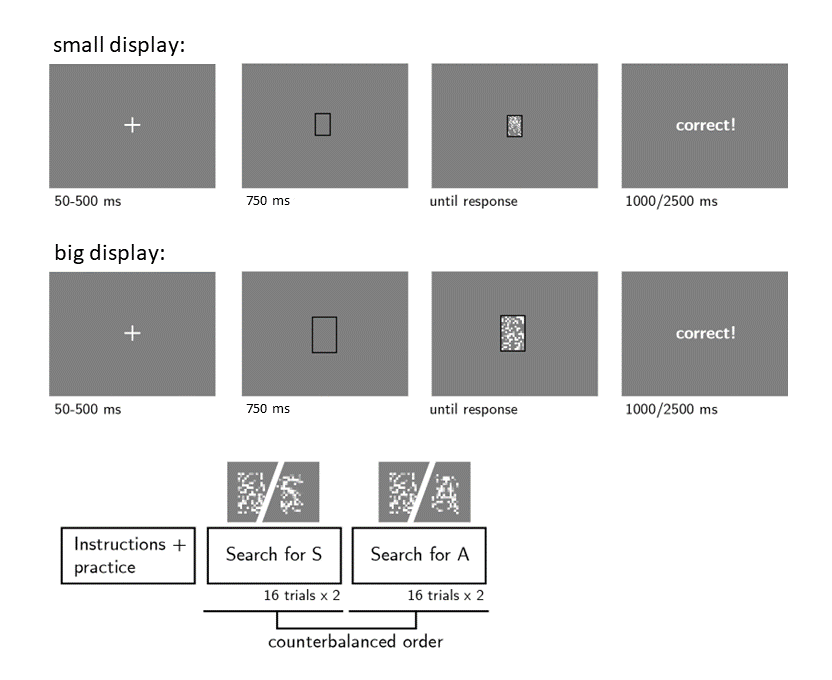 small display:
50-500 ms
750 ms
until response
correct!
1000/2500 ms
big display:
50-500 ms
750 ms
until response
correct!
1000/2500 ms
S
A
Instructions +
practice
Search for S
Search for A
16 trials x 2
16 trials x 2
counterbalanced order